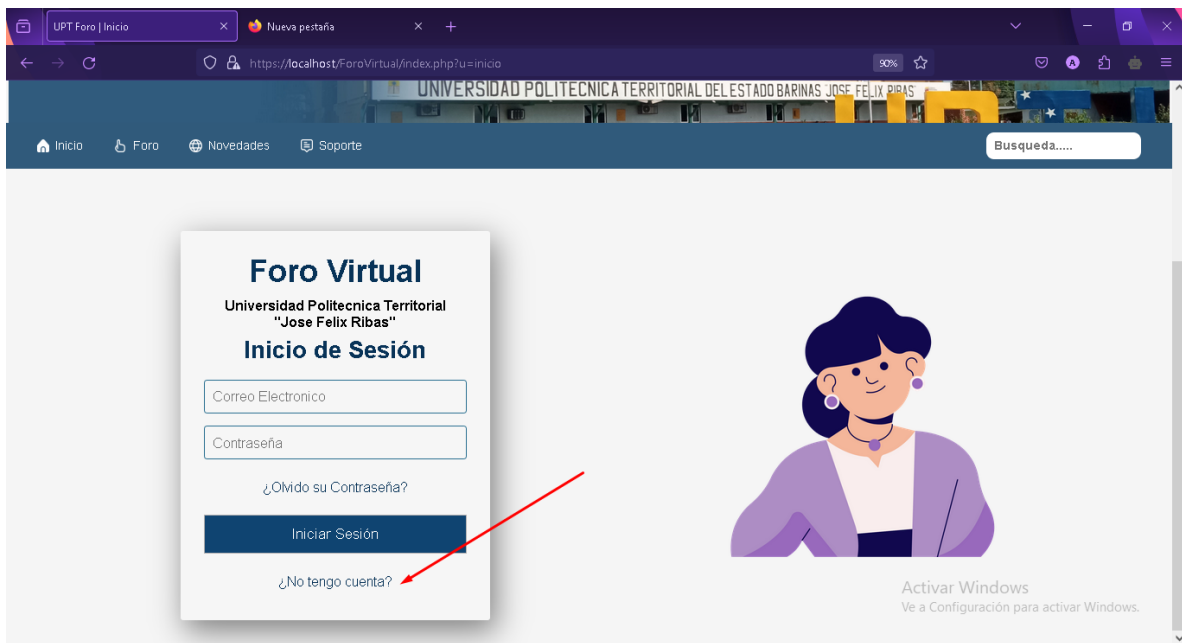 UPT Foro | Inicio
Nueva pestaña
https://localhost/ForoVirtual/index.php?u=inicio
90%
UNIVERSIDAD POLITECNICA TERRITORIAL DEL ESTADO BARINAS JOSE FELIX RIBAS
Inicio
Foro
Novedades
Soporte
Busqueda.....
Foro Virtual
Universidad Politecnica Territorial
"Jose Felix Ribas"
Inicio de Sesión
Correo Electronico
Contraseña
¿Olvido su Contraseña?
Iniciar Sesión
¿No tengo cuenta?
Activar Windows
Ve a Configuración para activar Windows.